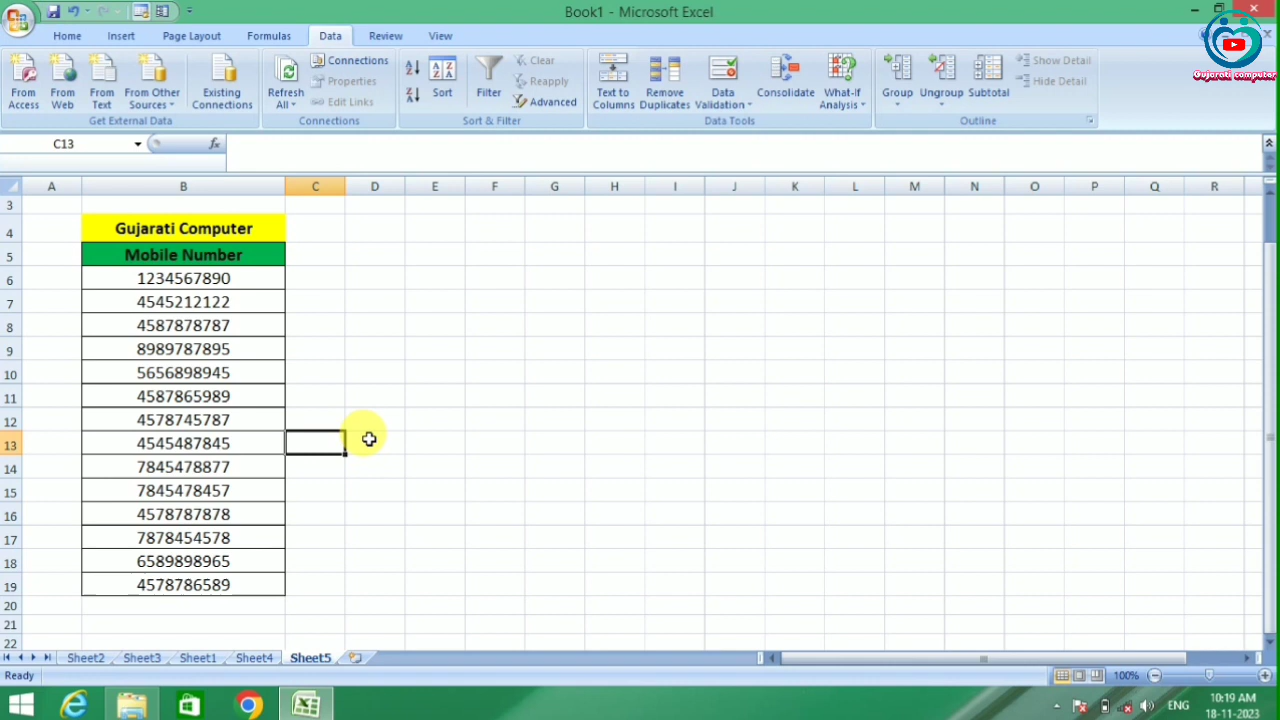 Book1 - Microsoft Excel
Home Insert Page Layout Formulas Data Review View
Gujarati computer
From Access
From Web
From Text
From Other Sources
Existing Connections
Get External Data
Refresh All
Connections
Properties
Edit Links
Connections
Sort
Filter
Clear
Reapply
Advanced
Sort & Filter
Text to Columns
Remove Duplicates
Data Validation
Consolidate
What-If Analysis
Data Tools
Group
Ungroup
Subtotal
Show Detail
Hide Detail
Outline
C13
fx
A B C D E F G H I J K L M N O P Q R
3
4 Gujarati Computer
5 Mobile Number
6 1234567890
7 4545212122
8 4587878787
9 8989787895
10 5656898945
11 4587865989
12 4578745787
13 4545487845
14 7845478877
15 7845478457
16 4578787878
17 7878454578
18 6589898965
19 4578786589
20
21
22
Sheet2 Sheet3 Sheet1 Sheet4 Sheet5
Ready
100%
ENG
10:19 AM
18-11-2023